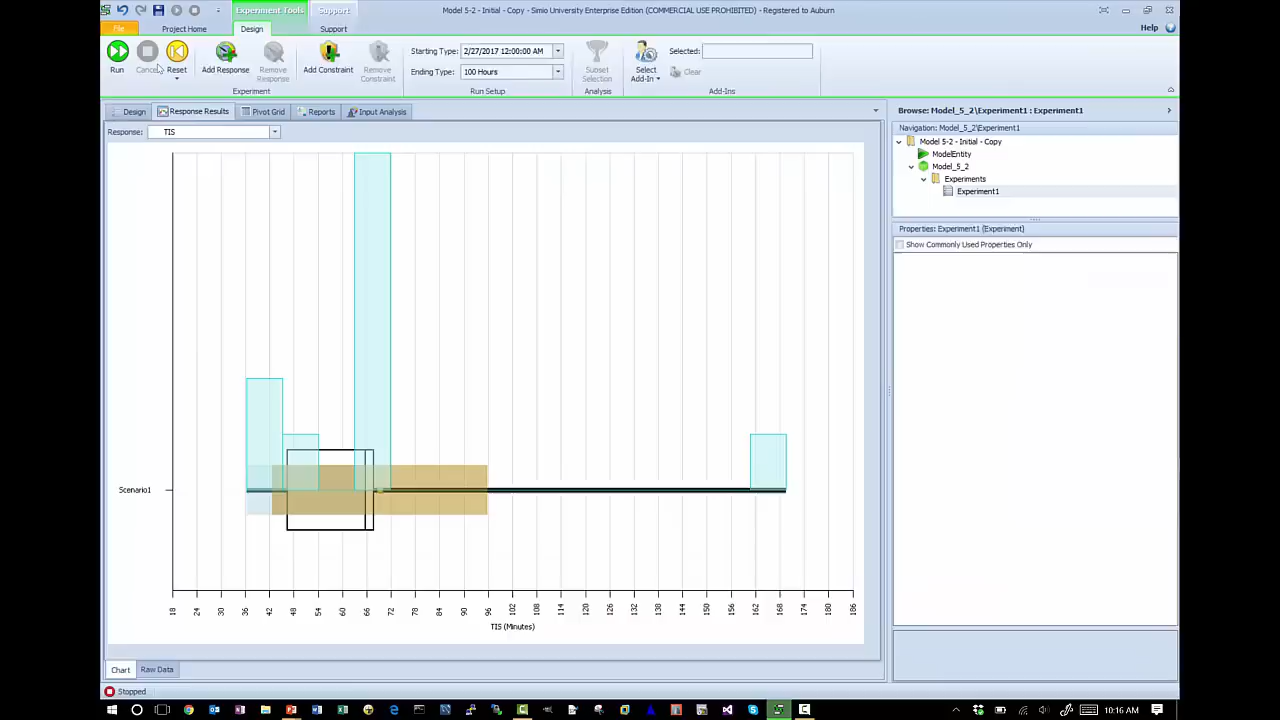 Experiment Tools
Support
Model 5-2 - Initial - Copy - Simio University Enterprise Edition (COMMERCIAL USE PROHIBITED) - Registered to Auburn
File
Project Home
Design
Support
Help
Run
Cancel
Reset
Add Response
Remove Response
Add Constraint
Remove Constraint
Starting Type: 2/27/2017 12:00:00 AM
Ending Type: 100 Hours
Subset Selection
Select Add-In
Selected:
Clear
Experiment
Run Setup
Analysis
Add-Ins
Design
Response Results
Pivot Grid
Reports
Input Analysis
Response: TIS
Scenario1
18 24 30 36 42 48 54 60 66 72 78 84 90 96 102 108 114 120 126 132 138 144 150 156 162 168 174 180 186
TIS (Minutes)
Chart
Raw Data
Browse: Model_5_2\Experiment1 : Experiment1
Navigation: Model_5_2\Experiment1
Model 5-2 - Initial - Copy
ModelEntity
Model_5_2
Experiments
Experiment1
Properties: Experiment1 (Experiment)
Show Commonly Used Properties Only
Stopped
10:16 AM